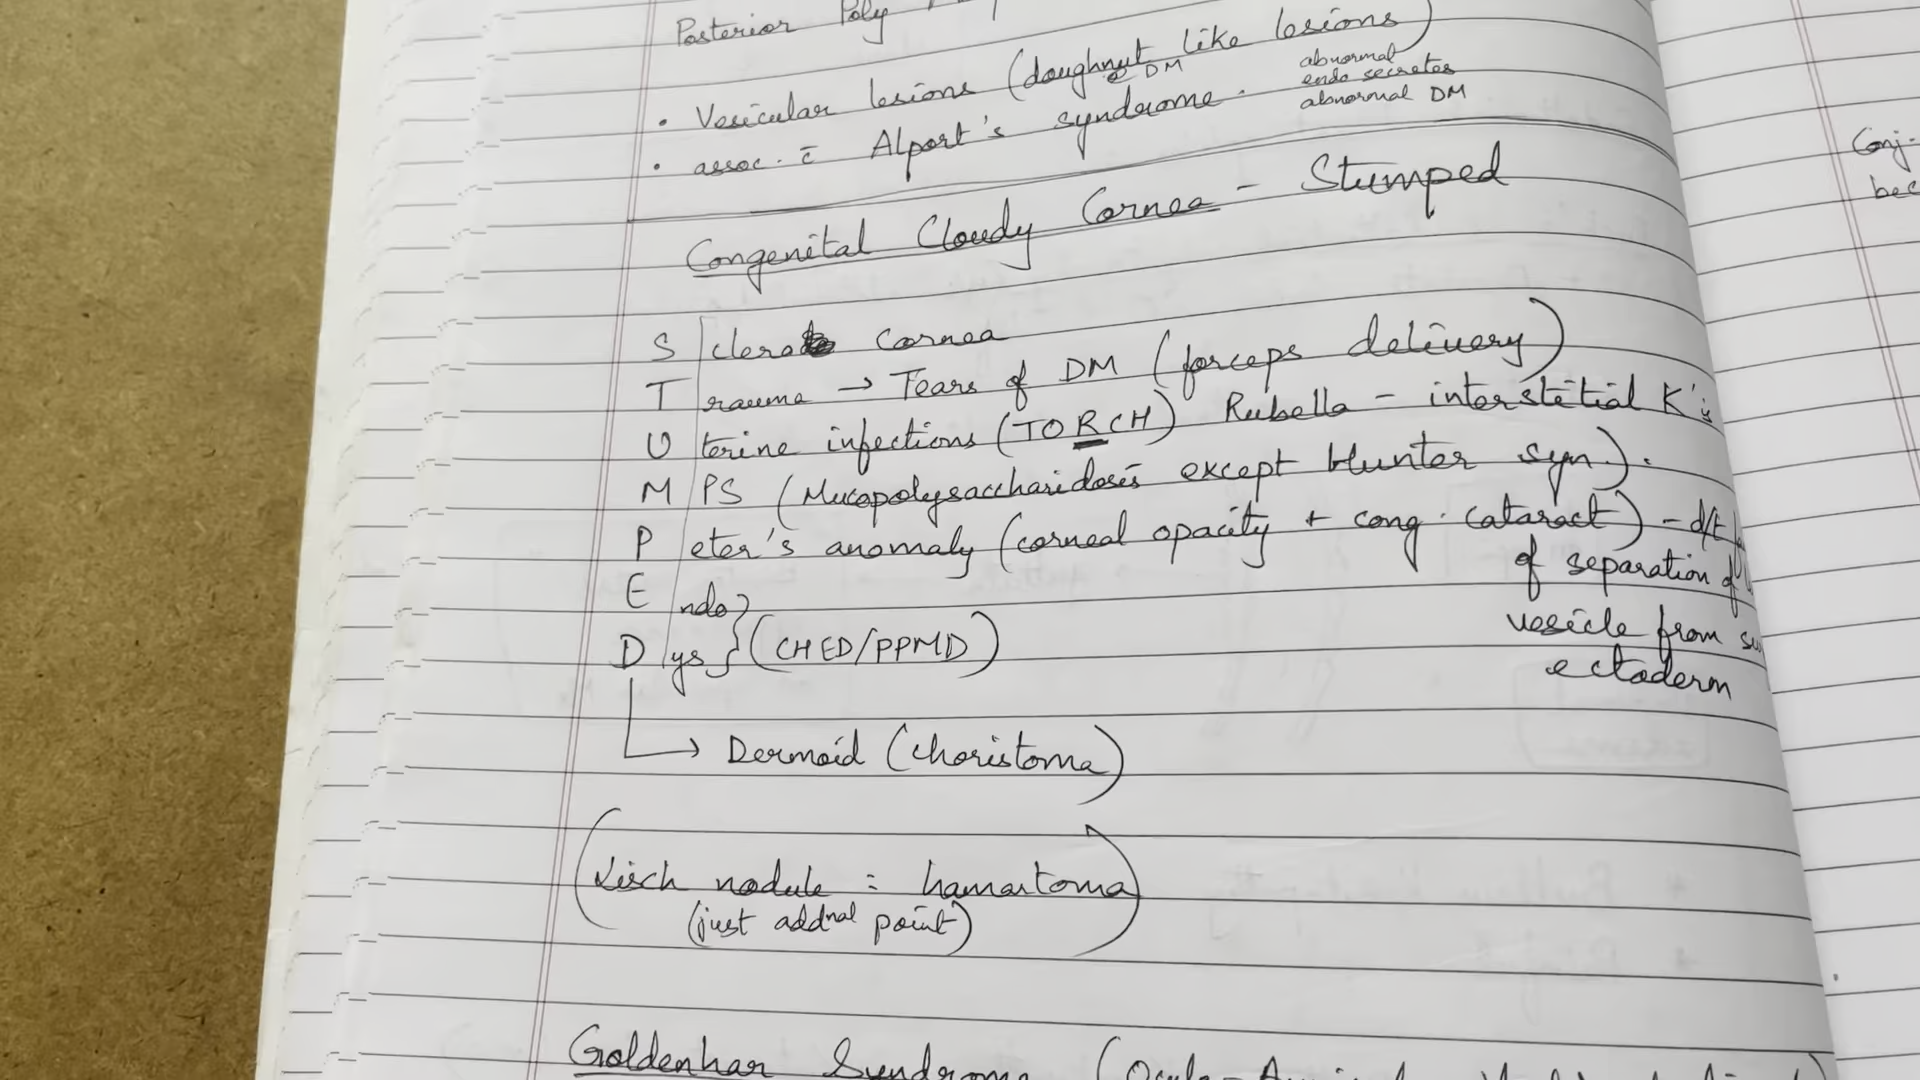 Posterior Poly
• Vesicular lesions (doughnut like lesions)
@ DM
abnormal
endo secretes
abnormal DM
• assoc. c̄ Alport's syndrome.
Congenital Cloudy Cornea - Stumped
S clero Cornea
T rauma → Tears of DM (forceps delivery)
U terine infections (TORCH) Rubella - interstitial K's
M PS (Mucopolysaccharidosis except Hunter syn).
P eter's anomaly (corneal opacity + cong. cataract) - d/t
of separation of
vesicle from
ectoderm
E ndo
D ys } (CHED/PPMD)
→ Dermoid (choristoma)
(Lisch nodule = hamartoma)
(just addnal point)
Goldenhar Syndrome
Conj-